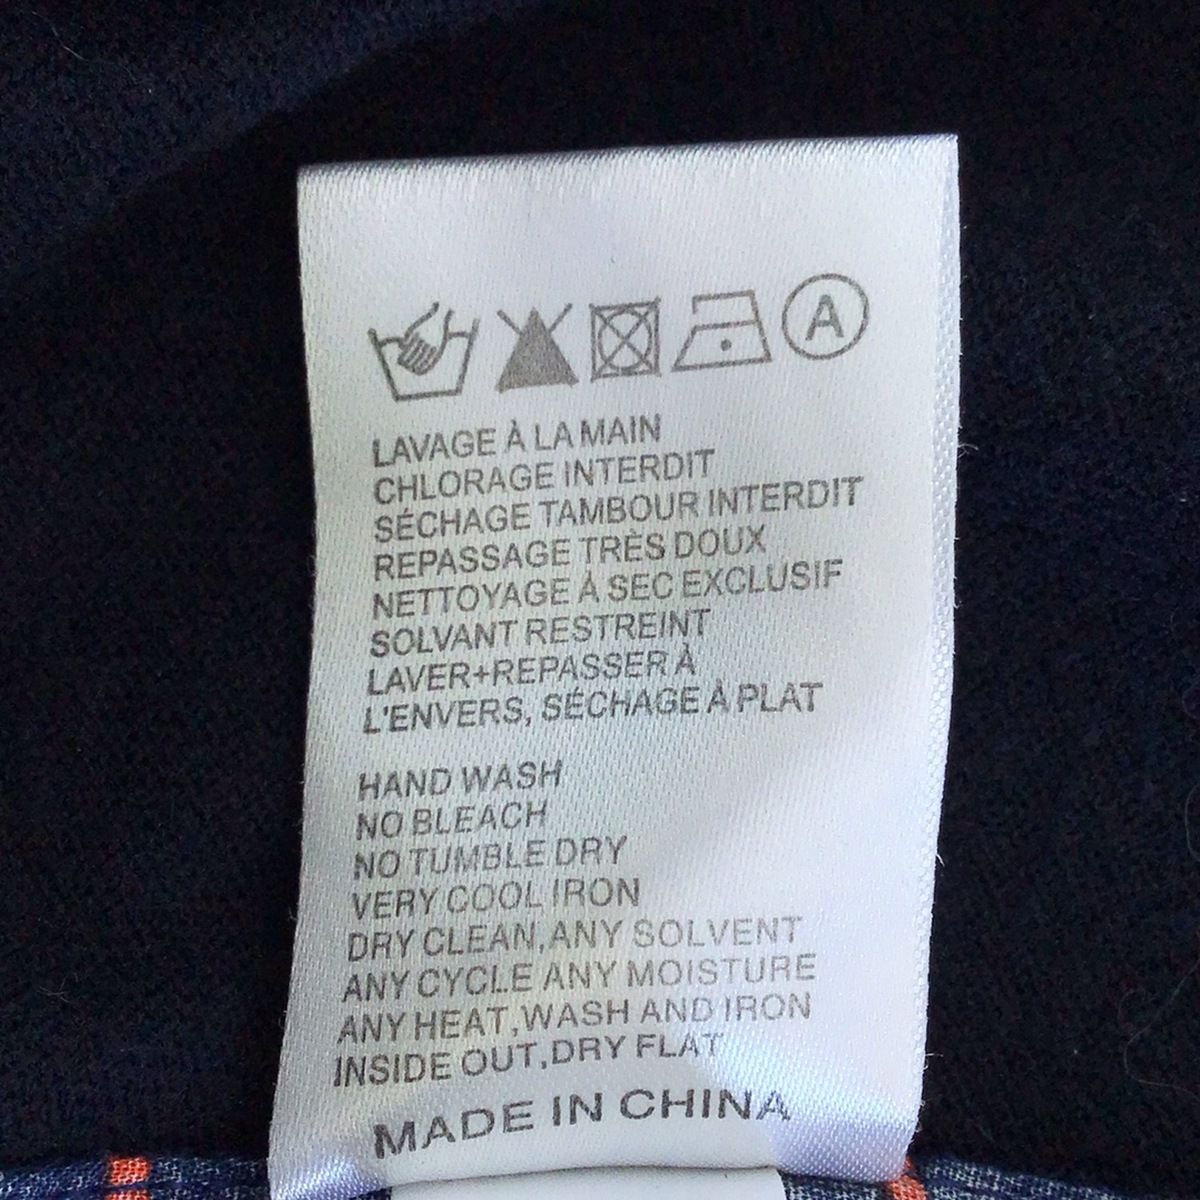 A
LAVAGE À LA MAIN
CHLORAGE INTERDIT
SÉCHAGE TAMBOUR INTERDIT
REPASSAGE TRÈS DOUX
NETTOYAGE À SEC EXCLUSIF
SOLVANT RESTREINT
LAVER+REPASSER À
L'ENVERS, SÉCHAGE À PLAT
HAND WASH
NO BLEACH
NO TUMBLE DRY
VERY COOL IRON
DRY CLEAN,ANY SOLVENT
ANY CYCLE ANY MOISTURE
ANY HEAT,WASH AND IRON
INSIDE OUT,DRY FLAT
MADE IN CHINA